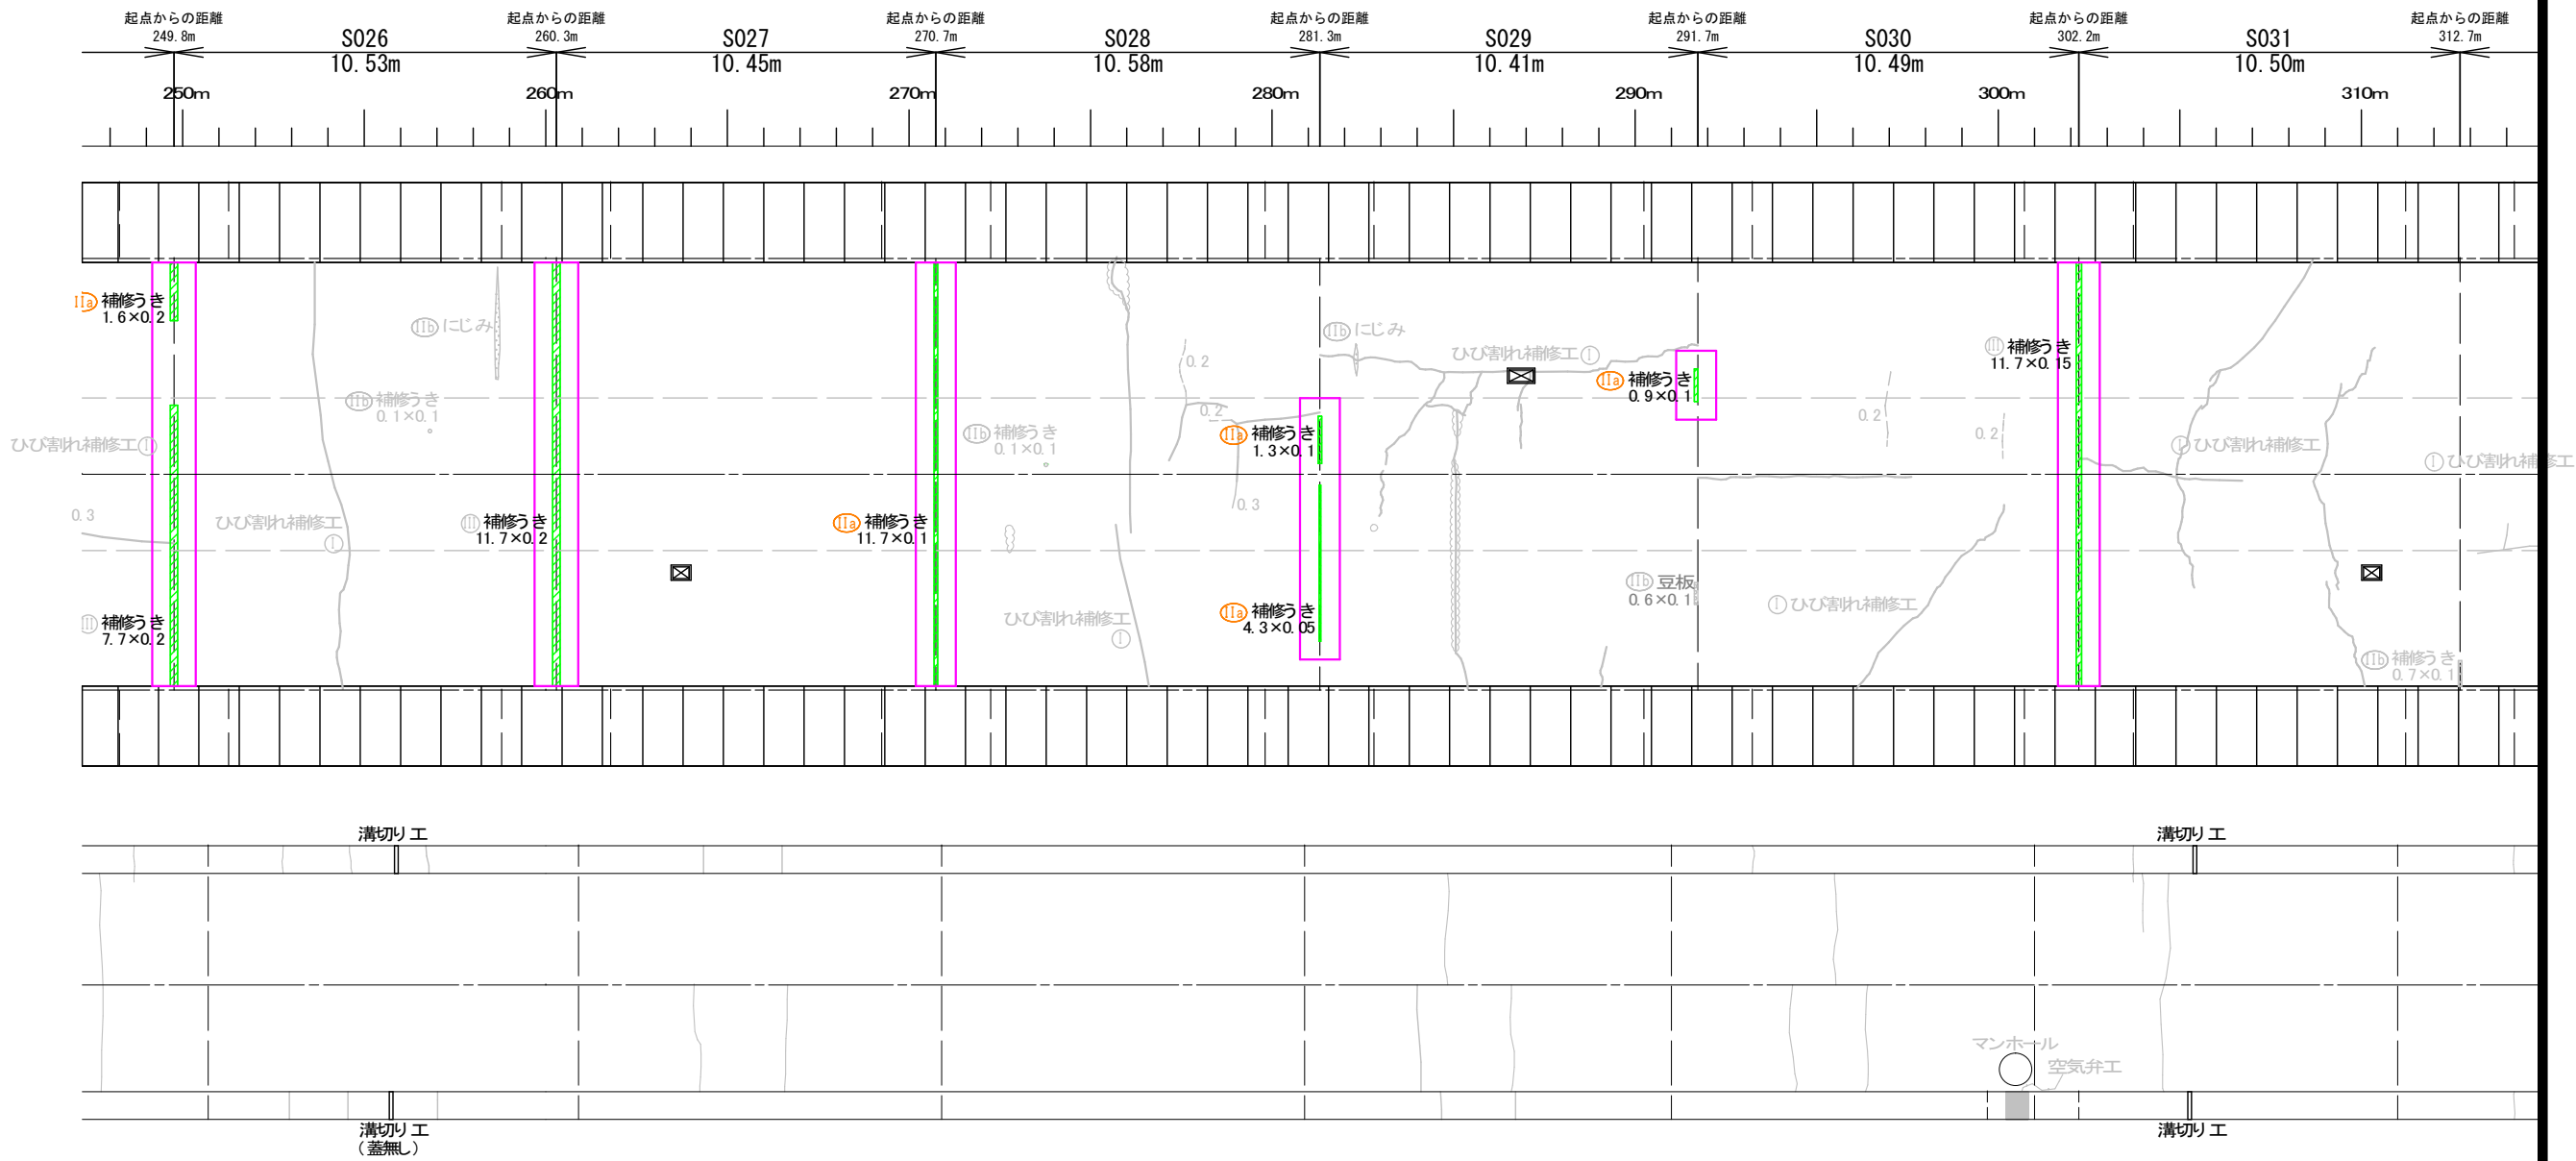 起点からの距離 起点からの距離 起点からの距離 起点からの距離 起点からの距離 起点からの距離 起点からの距離
249.8m S026 260.3m S027 270.7m S028 281.3m S029 291.7m S030 302.2m S031 312.7m
10.53m 10.45m 10.58m 10.41m 10.49m 10.50m
250m 260m 270m 280m 290m 300m 310m
IIa 補修うき
1.6×0.2
IIb にじみ
IIb 補修うき
0.1×0.1
ひび割れ補修工 I
0.3
ひび割れ補修工
I
III 補修うき
7.7×0.2
III 補修うき
11.7×0.2
IIa 補修うき
11.7×0.1
IIb 補修うき
0.1×0.1
0.2
0.2
0.3
ひび割れ補修工
I
IIa 補修うき
1.3×0.1
IIa 補修うき
4.3×0.05
IIb にじみ
ひび割れ補修工 I
IIa 補修うき
0.9×0.1
IIb 豆板
0.6×0.1
0.2
0.2
I ひび割れ補修工
III 補修うき
11.7×0.15
I ひび割れ補修工
I ひび割れ補修工
IIb 補修うき
0.7×0.1
溝切り工 溝切り工
マンホール
空気弁工
溝切り工 溝切り工
(蓋無し)